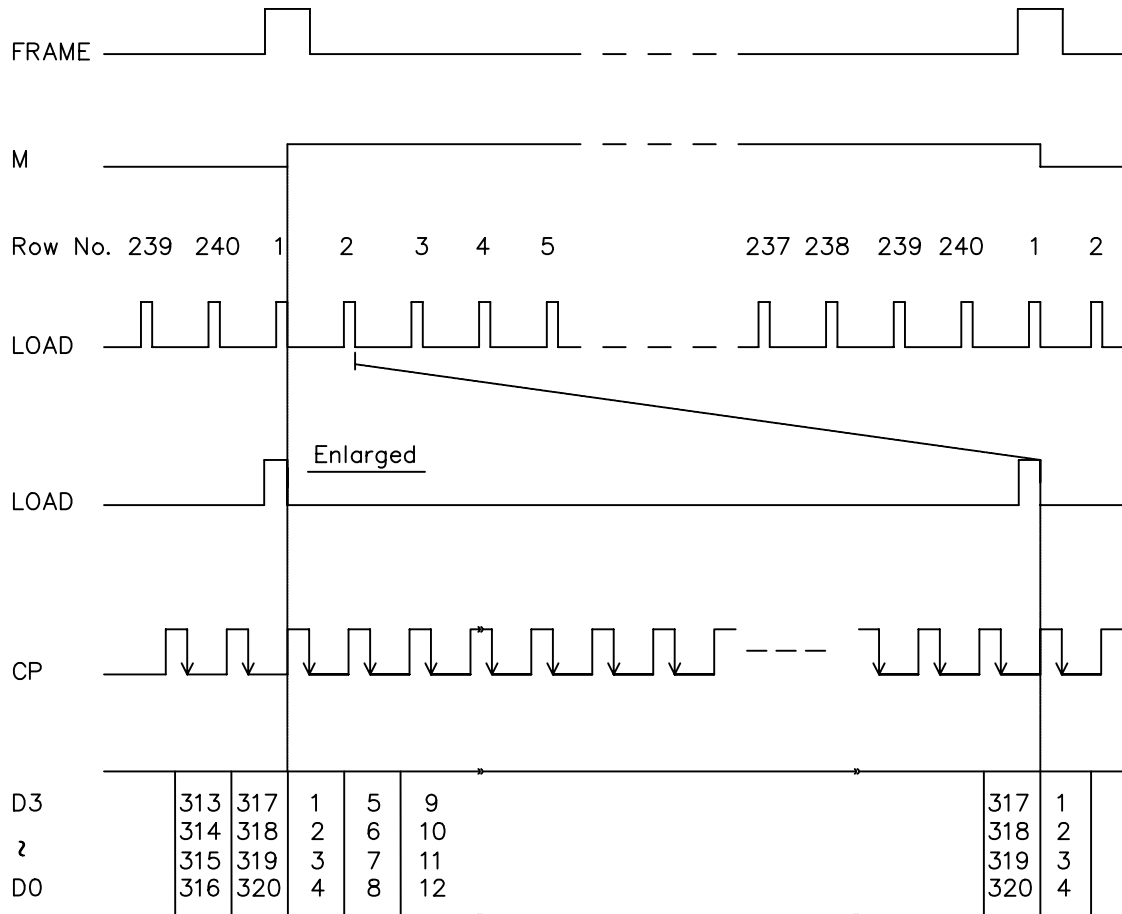 FRAME
M
Row No. 239 240 1 2 3 4 5 237 238 239 240 1 2
LOAD
Enlarged
LOAD
CP
D3 313 317 1 5 9 317 1
314 318 2 6 10 318 2
~ 315 319 3 7 11 319 3
D0 316 320 4 8 12 320 4